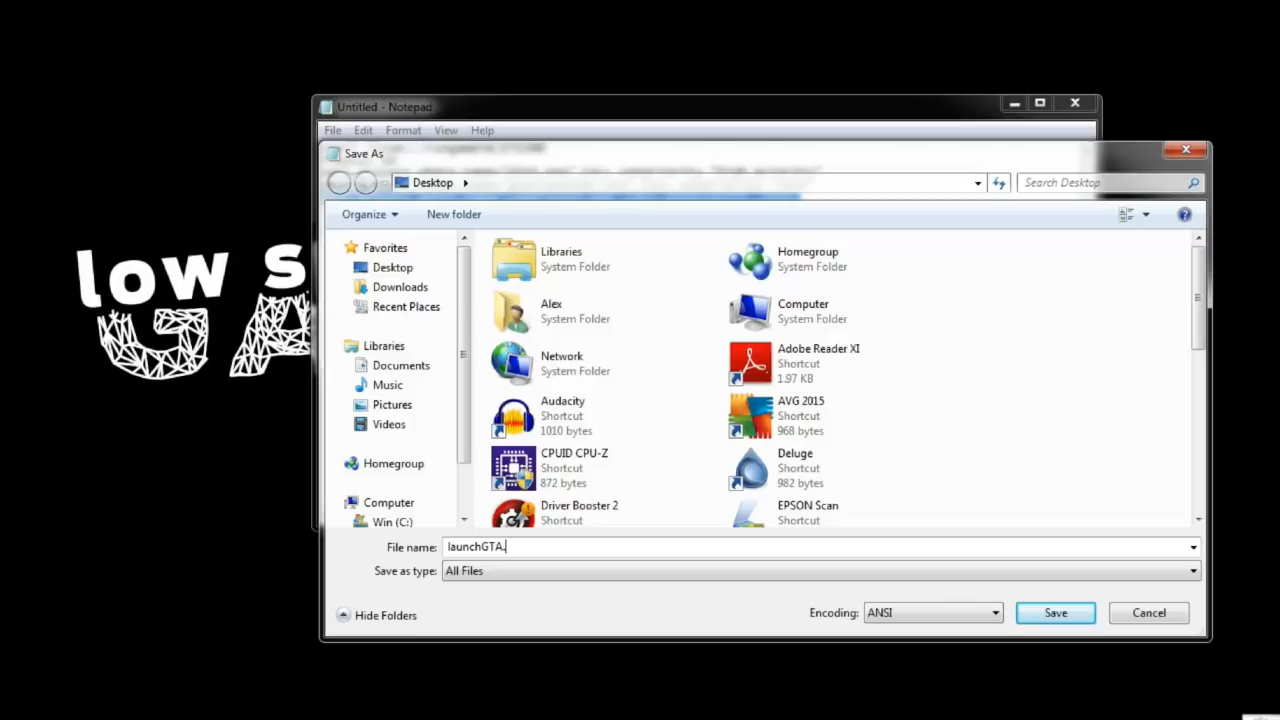 low s
GA
Untitled - Notepad
File Edit Format View Help
Save As
Desktop
Search Desktop
Organize New folder
Favorites
Desktop
Downloads
Recent Places
Libraries
Documents
Music
Pictures
Videos
Homegroup
Computer
Win (C:)
Libraries
System Folder
Homegroup
System Folder
Alex
System Folder
Computer
System Folder
Network
System Folder
Adobe Reader XI
Shortcut
1.97 KB
Audacity
Shortcut
1010 bytes
AVG 2015
Shortcut
968 bytes
CPUID CPU-Z
Shortcut
872 bytes
Deluge
Shortcut
982 bytes
Driver Booster 2
Shortcut
EPSON Scan
Shortcut
File name: launchGTA.
Save as type: All Files
Hide Folders
Encoding: ANSI
Save
Cancel